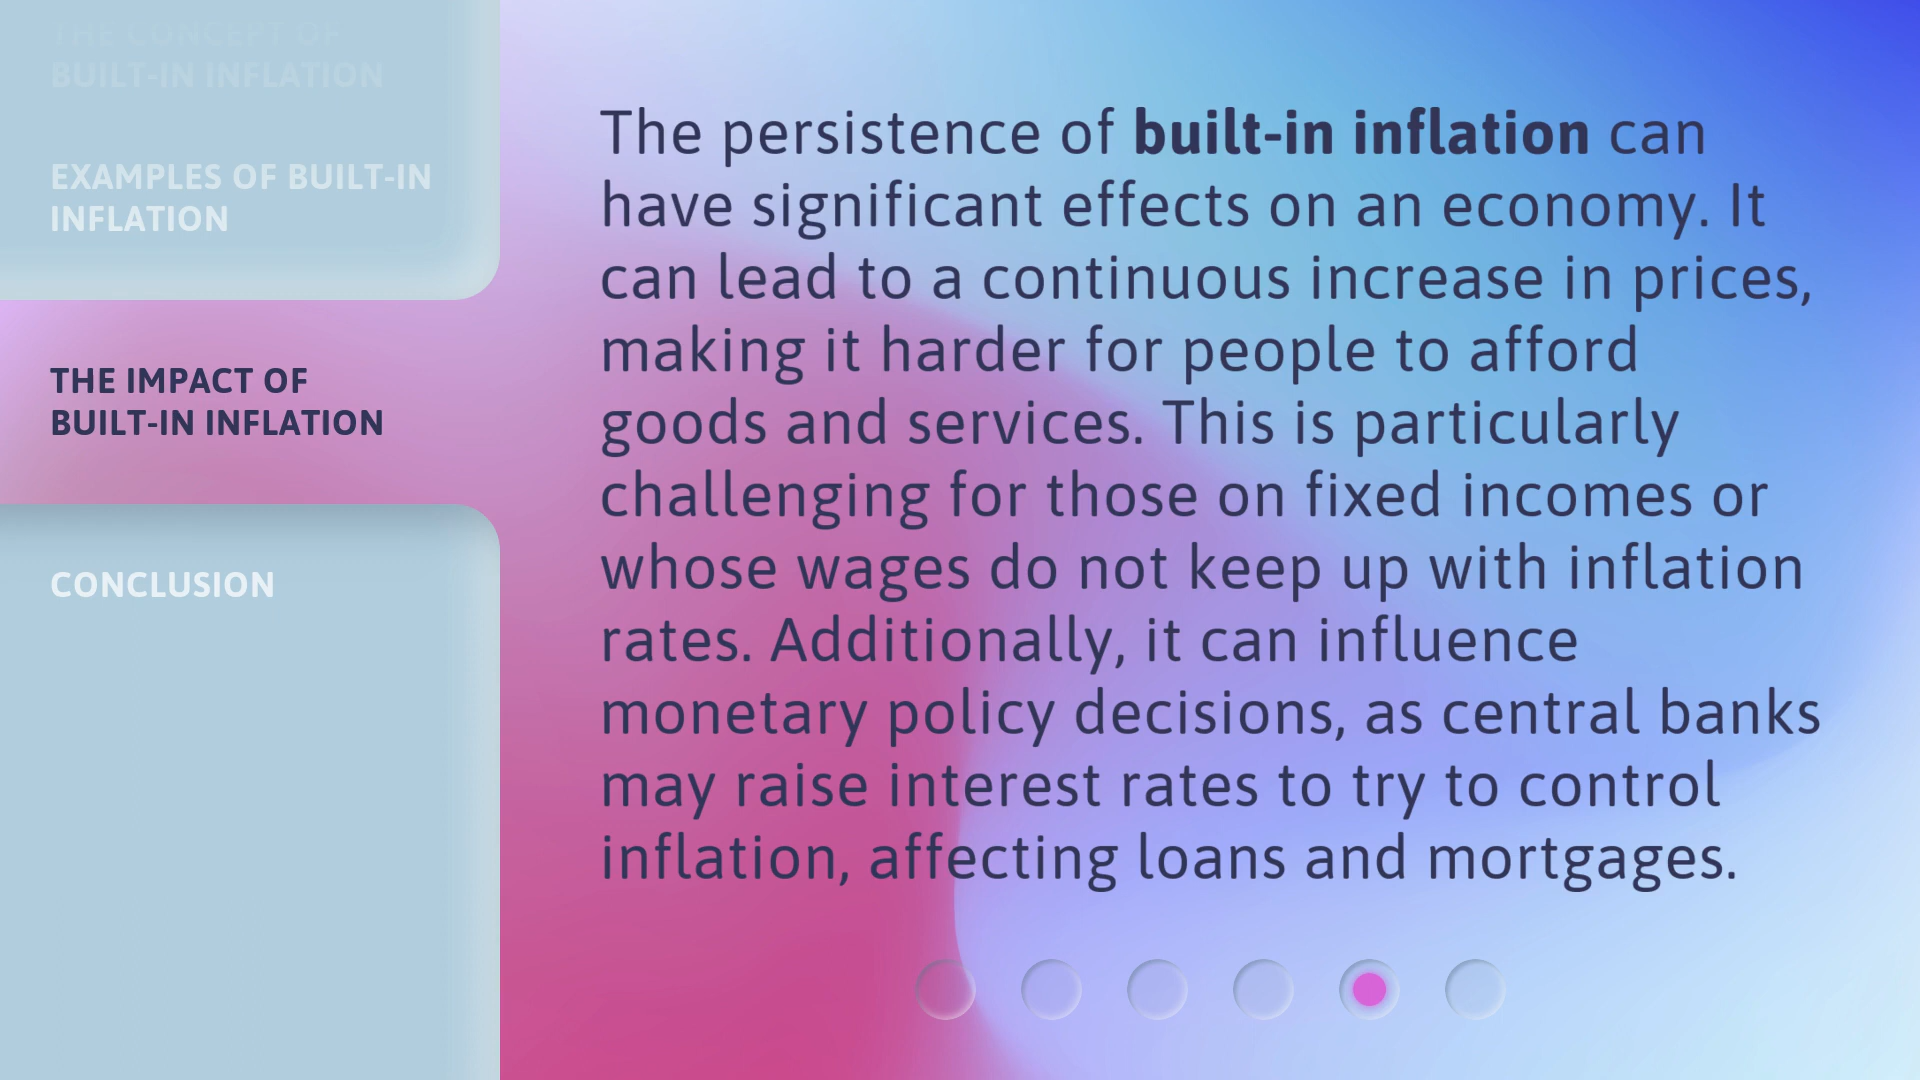 THE CONCEPT OF
BUILT-IN INFLATION
EXAMPLES OF BUILT-IN
INFLATION
THE IMPACT OF
BUILT-IN INFLATION
CONCLUSION
The persistence of built-in inflation can
have significant effects on an economy. It
can lead to a continuous increase in prices,
making it harder for people to afford
goods and services. This is particularly
challenging for those on fixed incomes or
whose wages do not keep up with inflation
rates. Additionally, it can influence
monetary policy decisions, as central banks
may raise interest rates to try to control
inflation, affecting loans and mortgages.